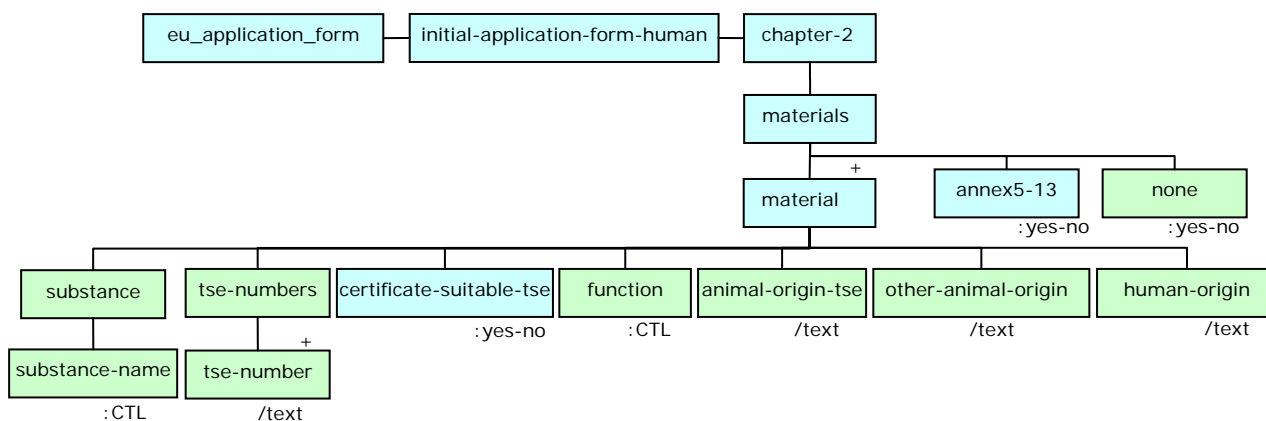 eu_application_form
initial-application-form-human
chapter-2
materials
+
material
annex5-13
none
:yes-no
:yes-no
substance
tse-numbers
certificate-suitable-tse
function
animal-origin-tse
other-animal-origin
human-origin
:yes-no
:CTL
/text
/text
/text
+
substance-name
tse-number
:CTL
/text